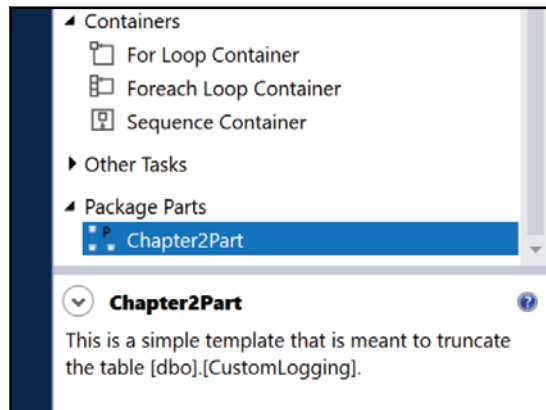 Containers
For Loop Container
Foreach Loop Container
Sequence Container
Other Tasks
Package Parts
P
Chapter2Part
Chapter2Part
?
This is a simple template that is meant to truncate
the table [dbo].[CustomLogging].